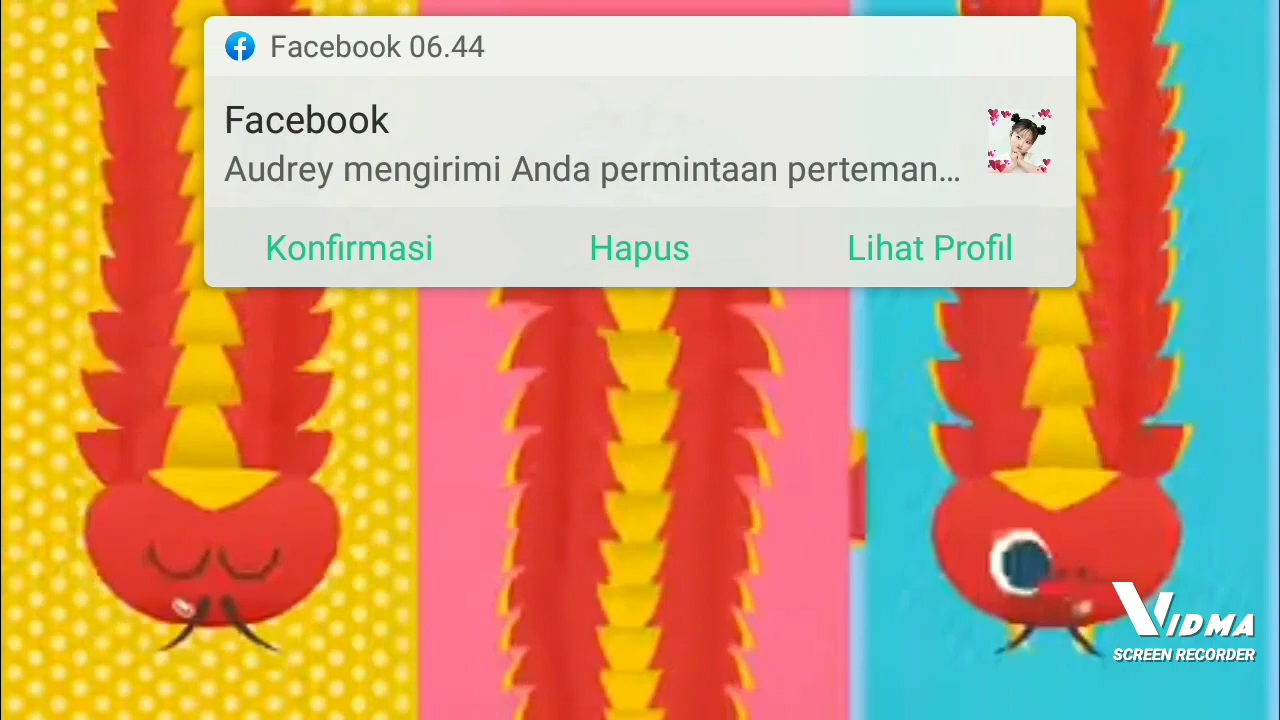 Facebook 06.44
Facebook
Audrey mengirimi Anda permintaan perteman...
Konfirmasi Hapus Lihat Profil
VIDMA
SCREEN RECORDER